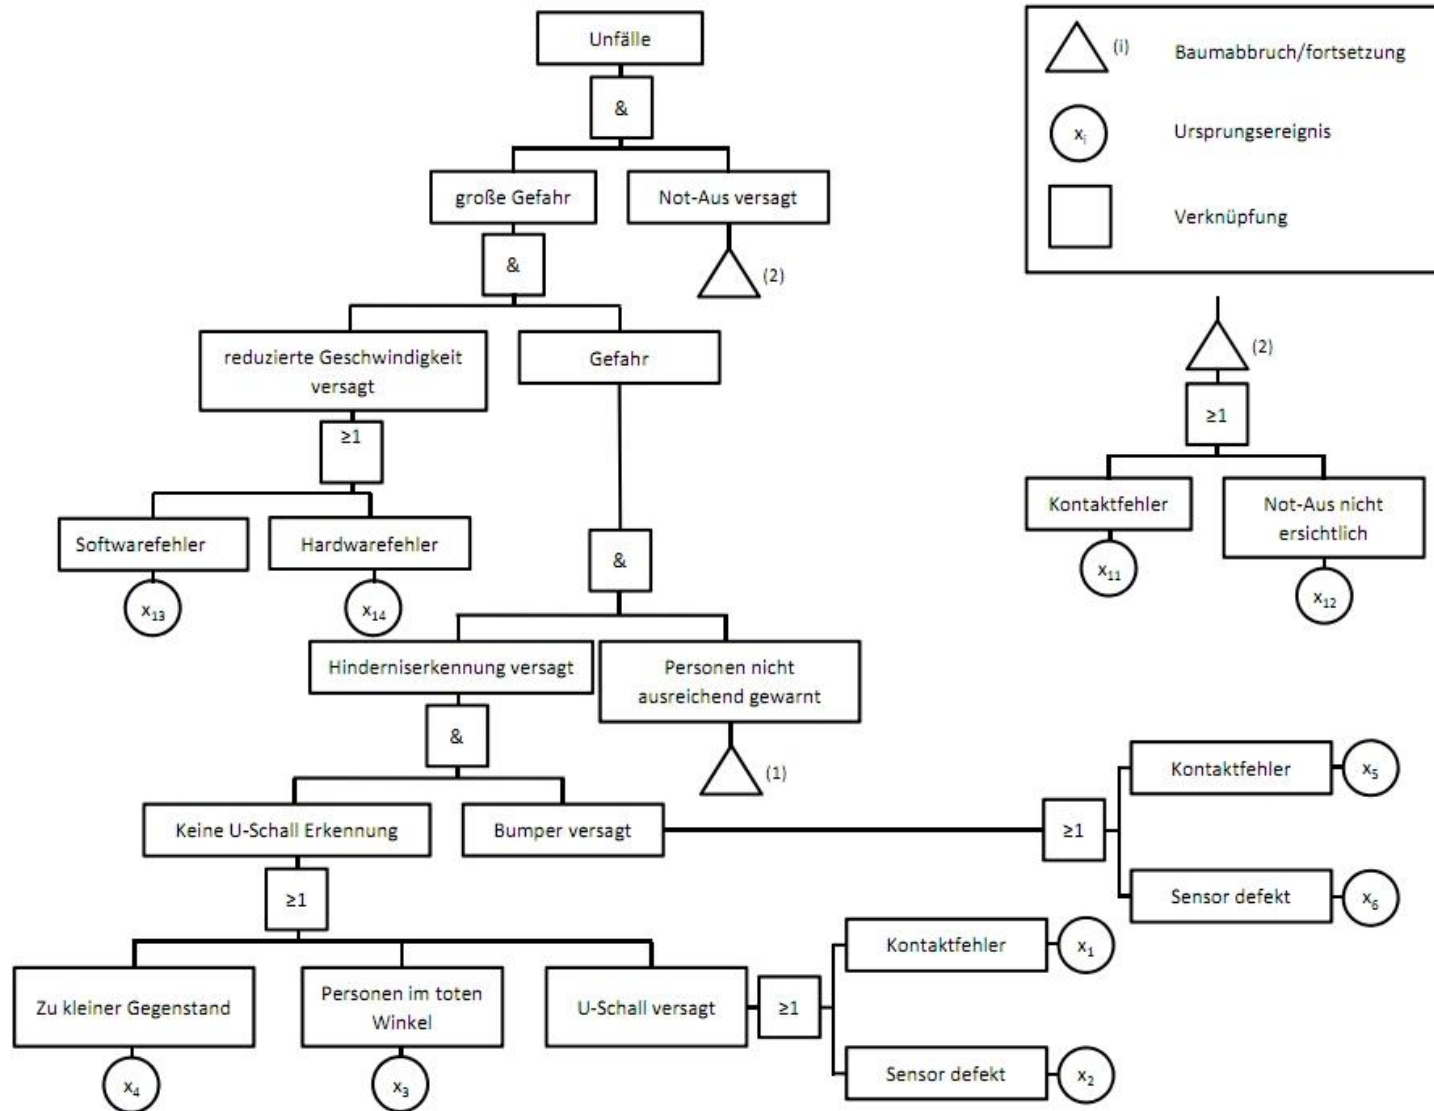 Unfälle
&
große Gefahr
Not-Aus versagt
(2)
&
reduzierte Geschwindigkeit
versagt
Gefahr
≥1
Softwarefehler
Hardwarefehler
x13
x14
&
Hinderniserkennung versagt
Personen nicht
ausreichend gewarnt
(1)
&
Keine U-Schall Erkennung
Bumper versagt
≥1
Kontaktfehler
x5
Sensor defekt
x6
≥1
Zu kleiner Gegenstand
x4
Personen im toten
Winkel
x3
U-Schall versagt
≥1
Kontaktfehler
x1
Sensor defekt
x2
(i)
Baumabbruch/fortsetzung
xi
Ursprungsereignis
Verknüpfung
(2)
≥1
Kontaktfehler
x11
Not-Aus nicht
ersichtlich
x12